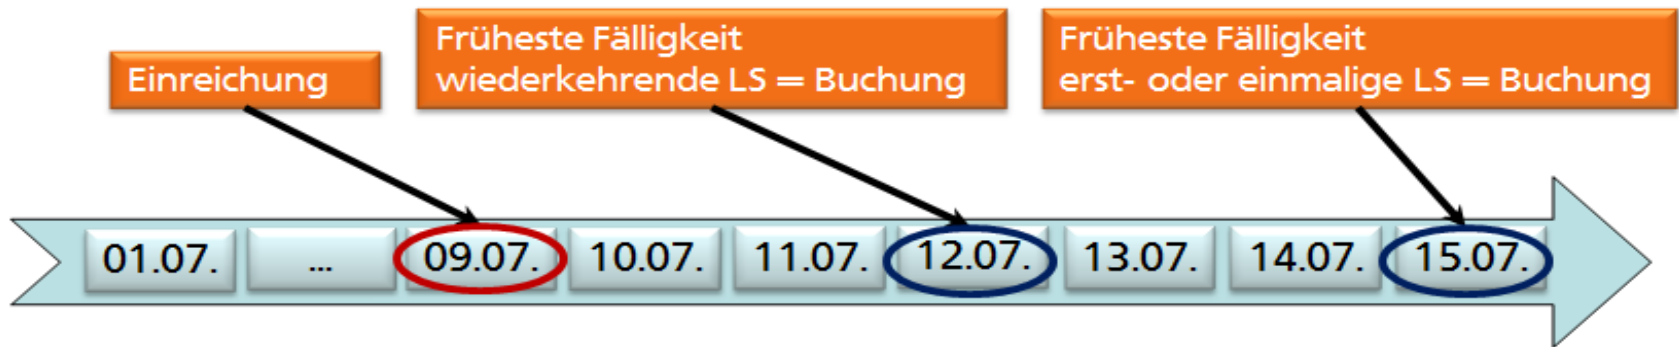 Einreichung
Früheste Fälligkeit
wiederkehrende LS = Buchung
Früheste Fälligkeit
erst- oder einmalige LS = Buchung
01.07. ... 09.07. 10.07. 11.07. 12.07. 13.07. 14.07. 15.07.